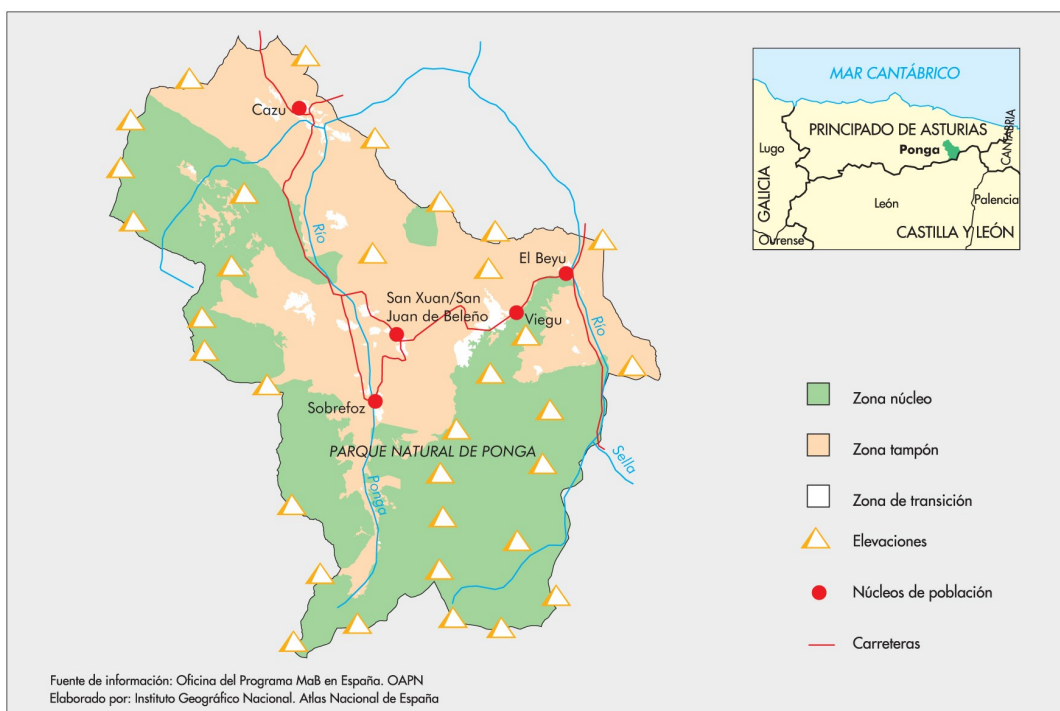 Cazu
Río
El Beyu
San Xuan/San
Juan de Beleño
Viegu
Río
Sobrefoz
PARQUE NATURAL DE PONGA
Sella
Ponga
MAR CANTÁBRICO
PRINCIPADO DE ASTURIAS
CANTABRIA
Lugo
Ponga
GALICIA
León
Palencia
Ourense
CASTILLA Y LEÓN
Zona núcleo
Zona tampón
Zona de transición
Elevaciones
Núcleos de población
Carreteras
Fuente de información: Oficina del Programa MaB en España. OAPN
Elaborado por: Instituto Geográfico Nacional. Atlas Nacional de España